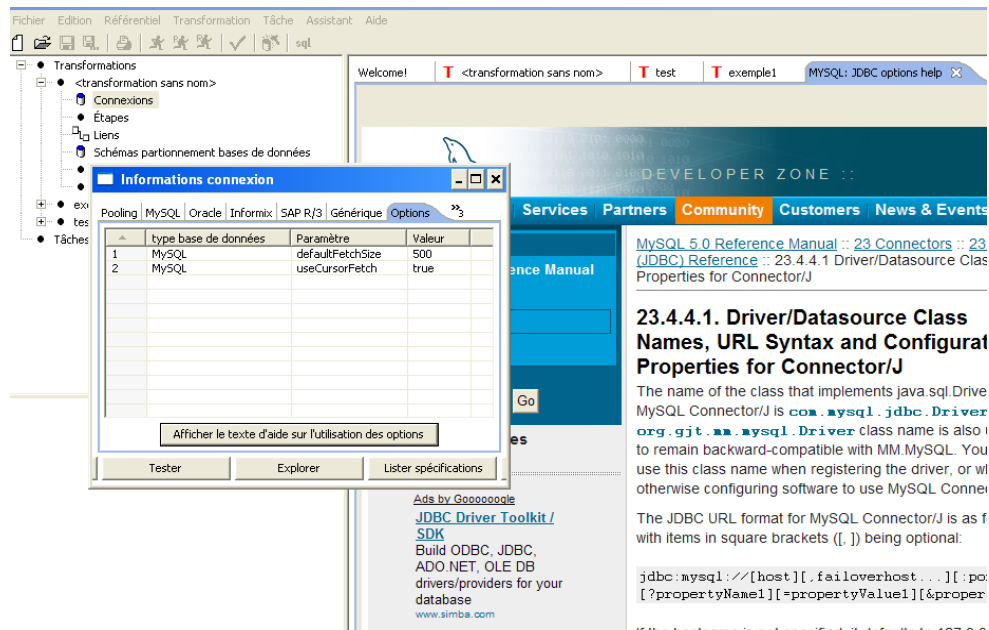 Fichier Edition Référentiel Transformation Tâche Assistant Aide
sql
Transformations
<transformation sans nom>
Connexions
Étapes
Liens
Schémas partionnement bases de données
Tâches
Welcome! T <transformation sans nom> T test T exemple1 MYSQL: JDBC options help
DEVELOPER ZONE ::
Services Partners Community Customers News & Events
Informations connexion
Pooling MySQL Oracle Informix SAP R/3 Générique Options »3
type base de données Paramètre Valeur
1 MySQL defaultFetchSize 500
2 MySQL useCursorFetch true
Afficher le texte d'aide sur l'utilisation des options
Tester Explorer Lister spécifications
ence Manual
Go
es
Ads by Goooooogle
JDBC Driver Toolkit /
SDK
Build ODBC, JDBC,
ADO.NET, OLE DB
drivers/providers for your
database
www.simba.com
MySQL 5.0 Reference Manual :: 23 Connectors :: 23
(JDBC) Reference :: 23.4.4.1 Driver/Datasource Clas
Properties for Connector/J
23.4.4.1. Driver/Datasource Class
Names, URL Syntax and Configurat
Properties for Connector/J
The name of the class that implements java.sql.Drive
MySQL Connector/J is com.mysql.jdbc.Driver
org.gjt.mm.mysql.Driver class name is also
to remain backward-compatible with MM.MySQL. You
use this class name when registering the driver, or wh
otherwise configuring software to use MySQL Connec
The JDBC URL format for MySQL Connector/J is as f
with items in square brackets ([, ]) being optional:
jdbc:mysql://[host][,failoverhost...][:po
[?propertyName1][=propertyValue1][&proper